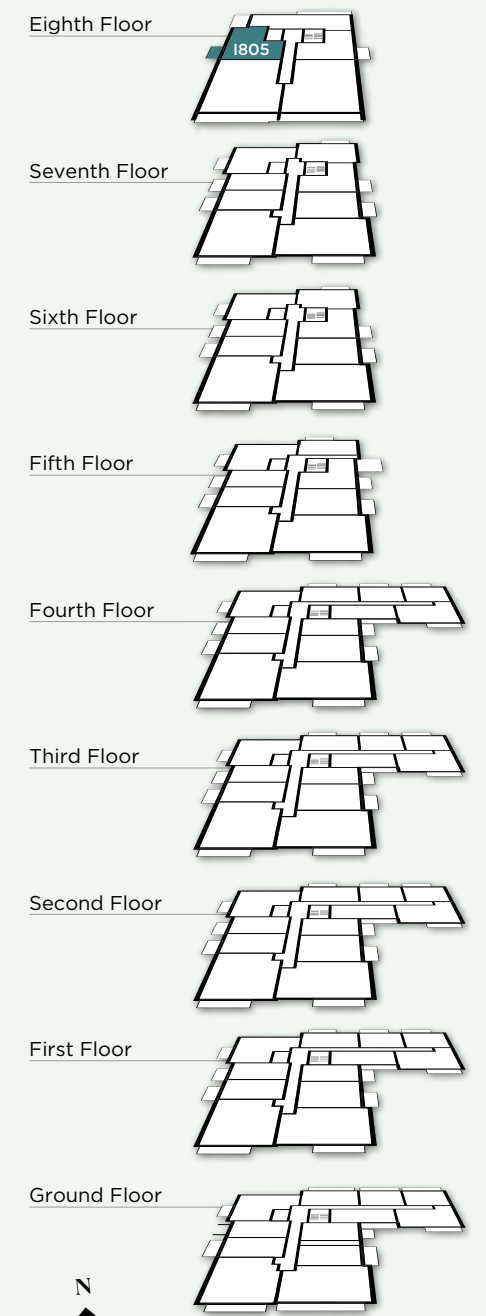 Eighth Floor
I805
Seventh Floor
Sixth Floor
Fifth Floor
Fourth Floor
Third Floor
Second Floor
First Floor
Ground Floor
N